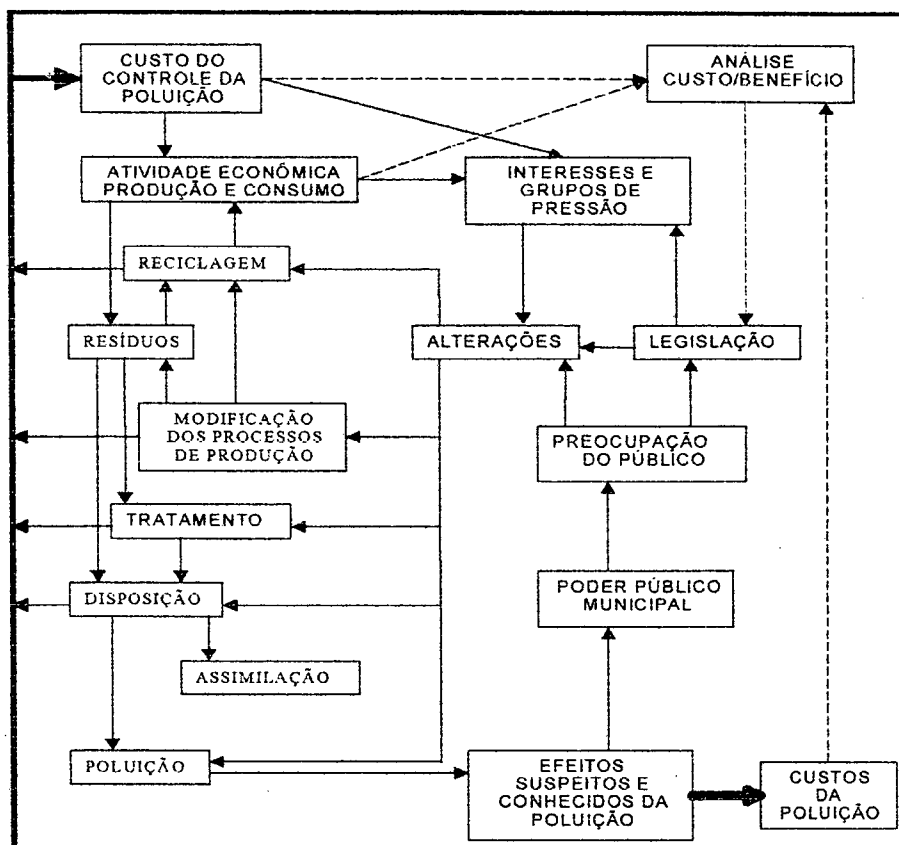 CUSTO DO
CONTROLE DA
POLUIÇÃO
ANÁLISE
CUSTO/BENEFÍCIO
ATIVIDADE ECONÔMICA
PRODUÇÃO E CONSUMO
INTERESSES E
GRUPOS DE
PRESSÃO
RECICLAGEM
RESÍDUOS
ALTERAÇÕES
LEGISLAÇÃO
MODIFICAÇÃO
DOS PROCESSOS
DE PRODUÇÃO
PREOCUPAÇÃO
DO PÚBLICO
TRATAMENTO
DISPOSIÇÃO
PODER PÚBLICO
MUNICIPAL
ASSIMILAÇÃO
POLUIÇÃO
EFEITOS
SUSPEITOS E
CONHECIDOS DA
POLUIÇÃO
CUSTOS
DA
POLUIÇÃO